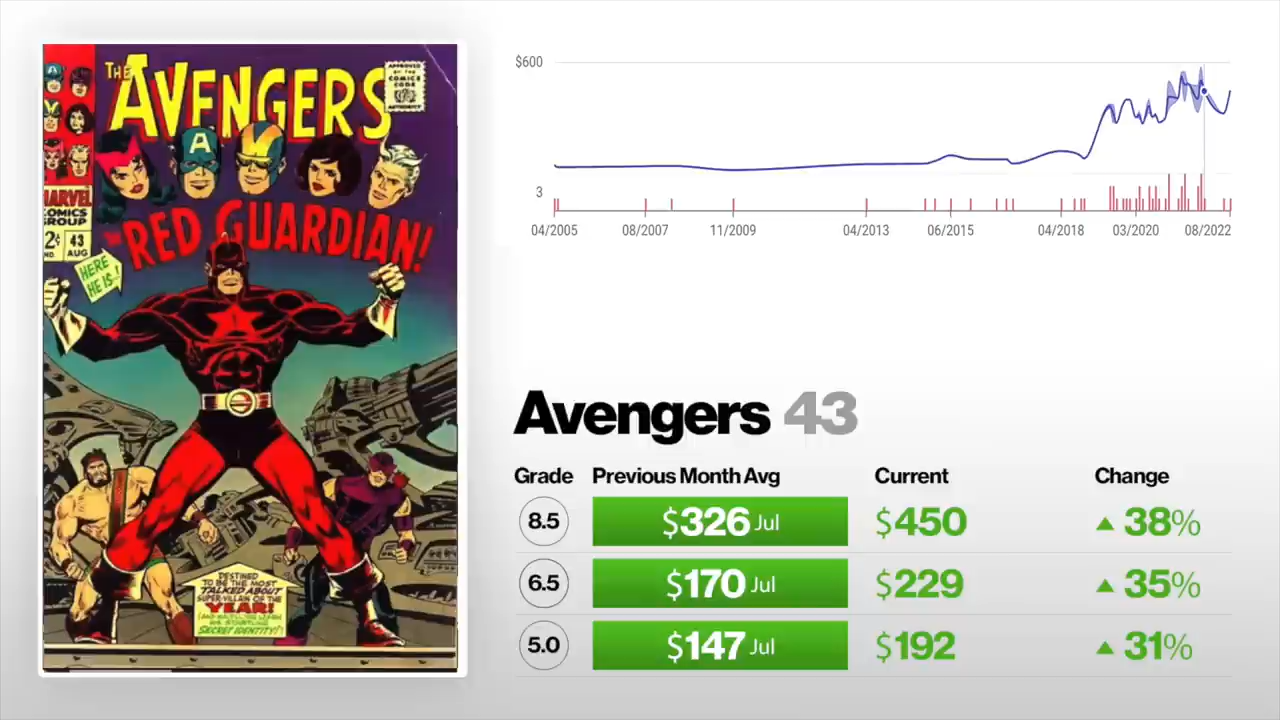 THE AVENGERS
APPROVED
BY THE
COMICS
CODE
AUTHORITY
A
MARVEL
COMICS
GROUP
2¢ 43
ND. AUG
"RED GUARDIAN!
HERE
HE IS!
DESTINED
TO BE THE MOST
TALKED ABOUT
SUPER-VILLAIN OF THE
YEAR!
SECRET IDENTITY!
$600
3
04/2005 08/2007 11/2009 04/2013 06/2015 04/2018 03/2020 08/2022
Avengers 43
Grade Previous Month Avg Current Change
8.5 $326 Jul $450 ▲ 38%
6.5 $170 Jul $229 ▲ 35%
5.0 $147 Jul $192 ▲ 31%